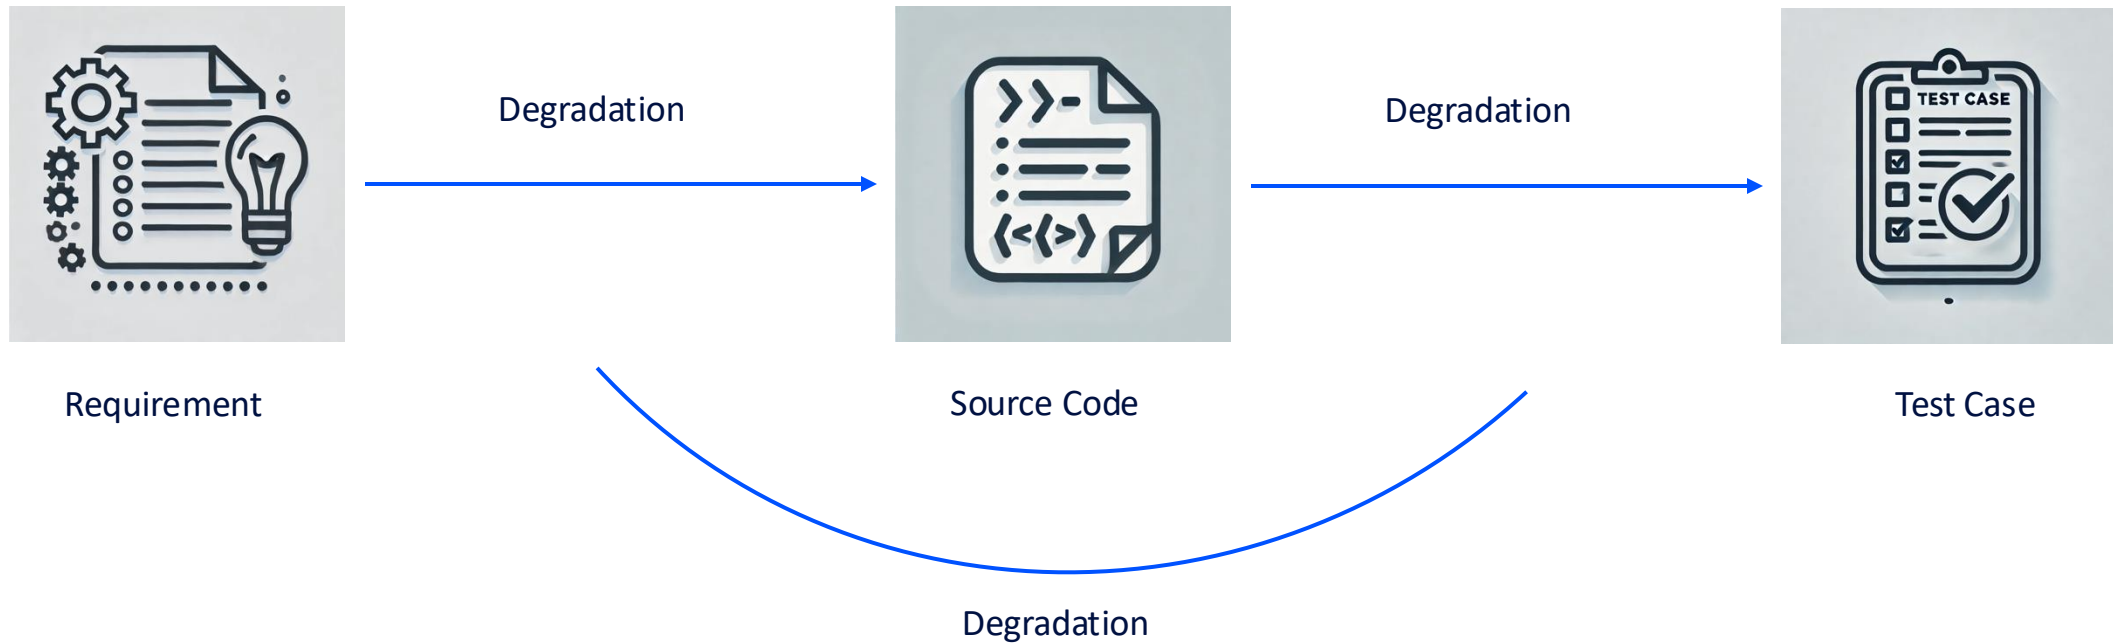 Degradation
Degradation
TEST CASE
Requirement
Source Code
Test Case
Degradation